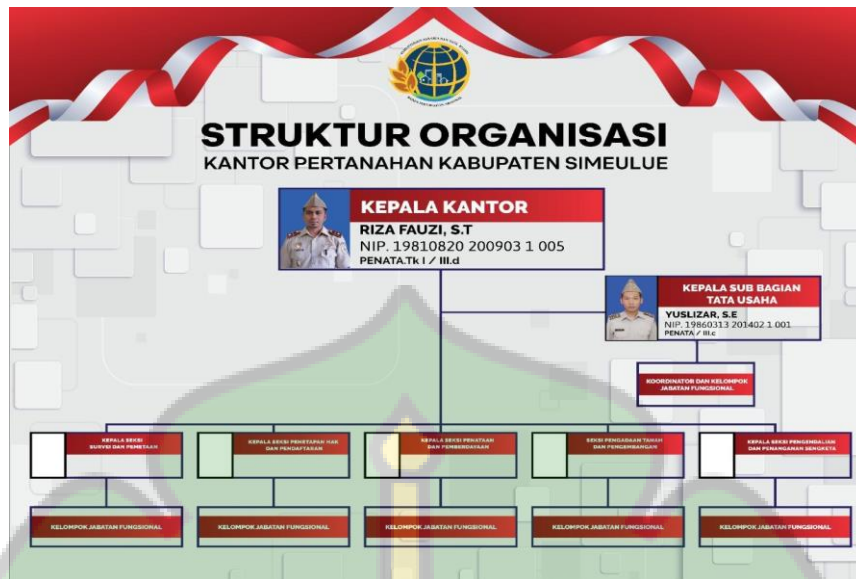 STRUKTUR ORGANISASI
KANTOR PERTANAHAN KABUPATEN SIMEULUE
KEPALA KANTOR
RIZA FAUZI, S.T
NIP. 19810820 200903 1 005
PENATA.Tk I / III.d
KEPALA SUB BAGIAN
TATA USAHA
YUSLIZAR, S.E
NIP. 19860313 201402 1 001
PENATA / III.c
KOORDINATOR DAN KELOMPOK
JABATAN FUNGSIONAL
KEPALA SEKSI
SURVEI DAN PEMETAAN
KEPALA SEKSI PENETAPAN HAK
DAN PENDAFTARAN
KEPALA SEKSI PENATAAN
DAN PEMBERDAYAAN
SEKSI PENGADAAN TANAH
DAN PENGEMBANGAN
KEPALA SEKSI PENGENDALIAN
DAN PENANGANAN SENGKETA
KELOMPOK JABATAN FUNGSIONAL
KELOMPOK JABATAN FUNGSIONAL
KELOMPOK JABATAN FUNGSIONAL
KELOMPOK JABATAN FUNGSIONAL
KELOMPOK JABATAN FUNGSIONAL